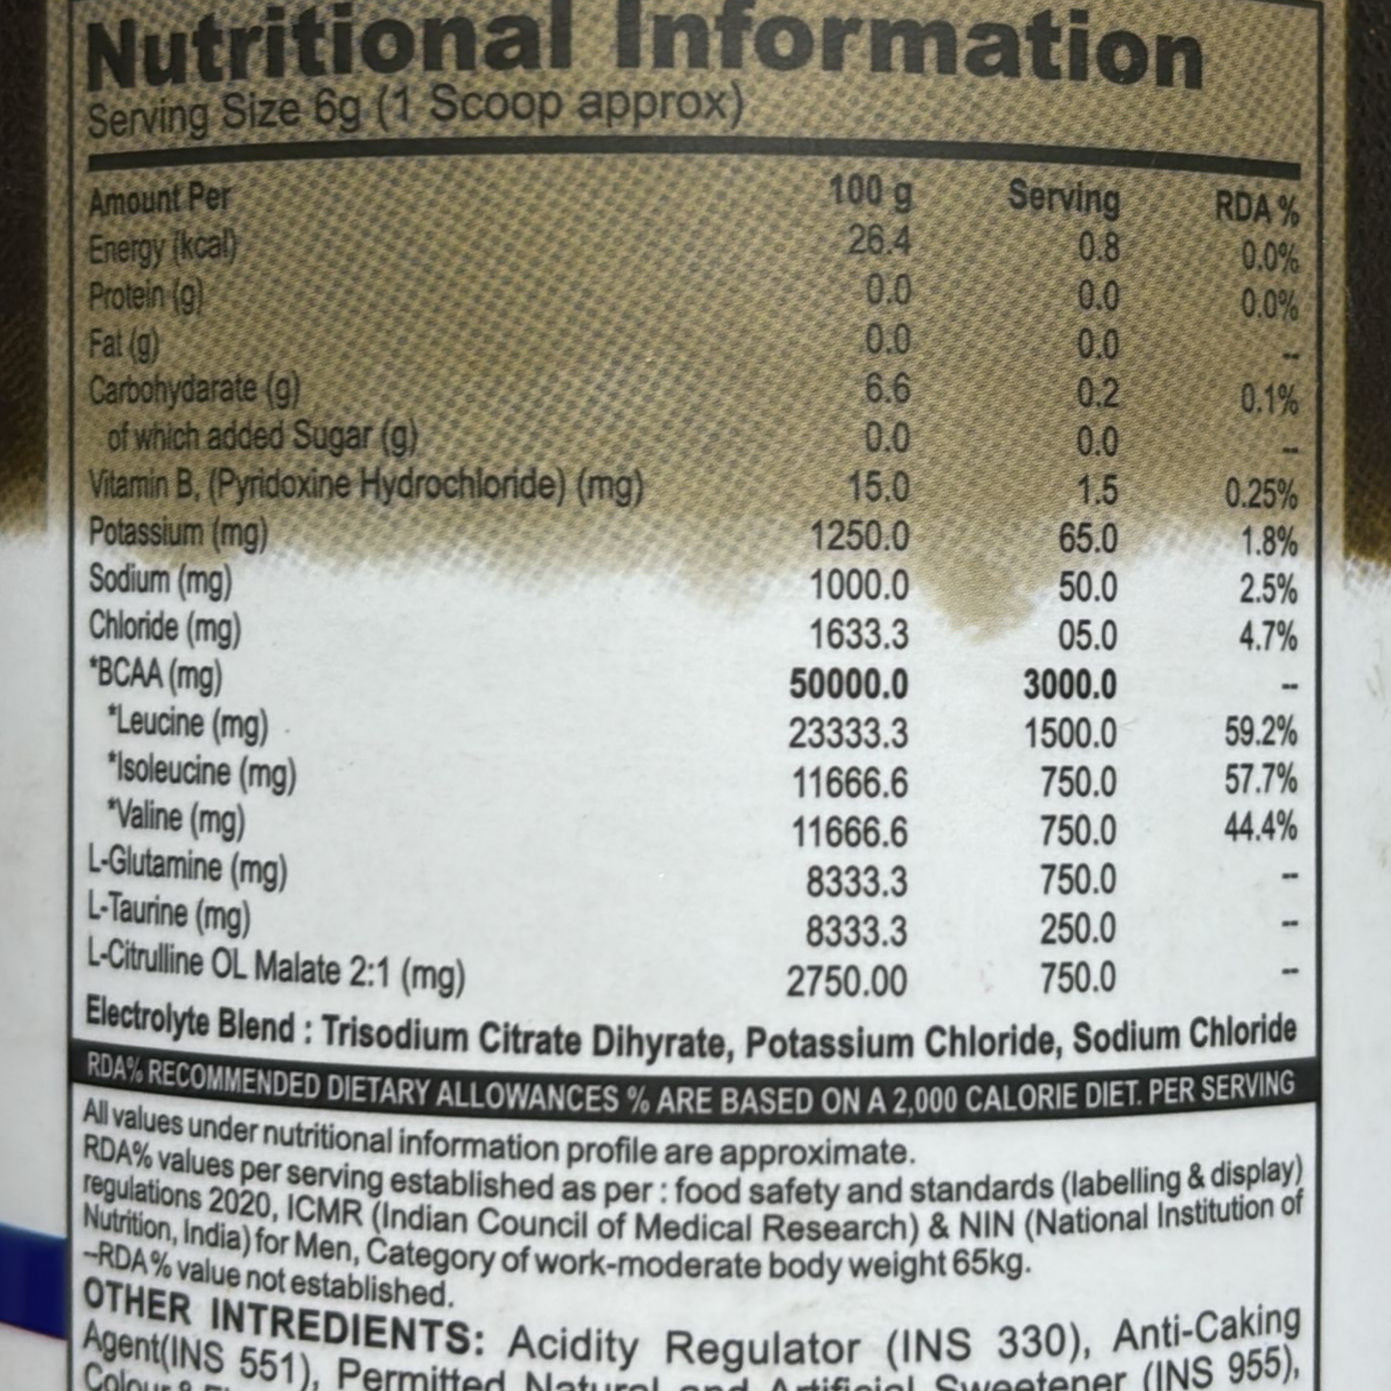 Nutritional Information
Serving Size 6g (1 Scoop approx)
Amount Per 100 g Serving RDA %
Energy (kcal) 26.4 0.8 0.0%
Protein (g) 0.0 0.0 0.0%
Fat (g) 0.0 0.0 --
Carbohydarate (g) 6.6 0.2 0.1%
of which added Sugar (g) 0.0 0.0 --
Vitamin B, (Pyridoxine Hydrochloride) (mg) 15.0 1.5 0.25%
Potassium (mg) 1250.0 65.0 1.8%
Sodium (mg) 1000.0 50.0 2.5%
Chloride (mg) 1633.3 05.0 4.7%
*BCAA (mg) 50000.0 3000.0 --
*Leucine (mg) 23333.3 1500.0 59.2%
*Isoleucine (mg) 11666.6 750.0 57.7%
*Valine (mg) 11666.6 750.0 44.4%
L-Glutamine (mg) 8333.3 750.0 --
L-Taurine (mg) 8333.3 250.0 --
L-Citrulline OL Malate 2:1 (mg) 2750.00 750.0 --
Electrolyte Blend : Trisodium Citrate Dihyrate, Potassium Chloride, Sodium Chloride
RDA% RECOMMENDED DIETARY ALLOWANCES % ARE BASED ON A 2,000 CALORIE DIET. PER SERVING
All values under nutritional information profile are approximate.
RDA% values per serving established as per : food safety and standards (labelling & display)
regulations 2020, ICMR (Indian Council of Medical Research) & NIN (National Institution of
Nutrition, India) for Men, Category of work-moderate body weight 65kg.
--RDA% value not established.
OTHER INTREDIENTS: Acidity Regulator (INS 330), Anti-Caking
Agent(INS 551), Permitted Natural and Artificial Sweetener (INS 955),
Colour &